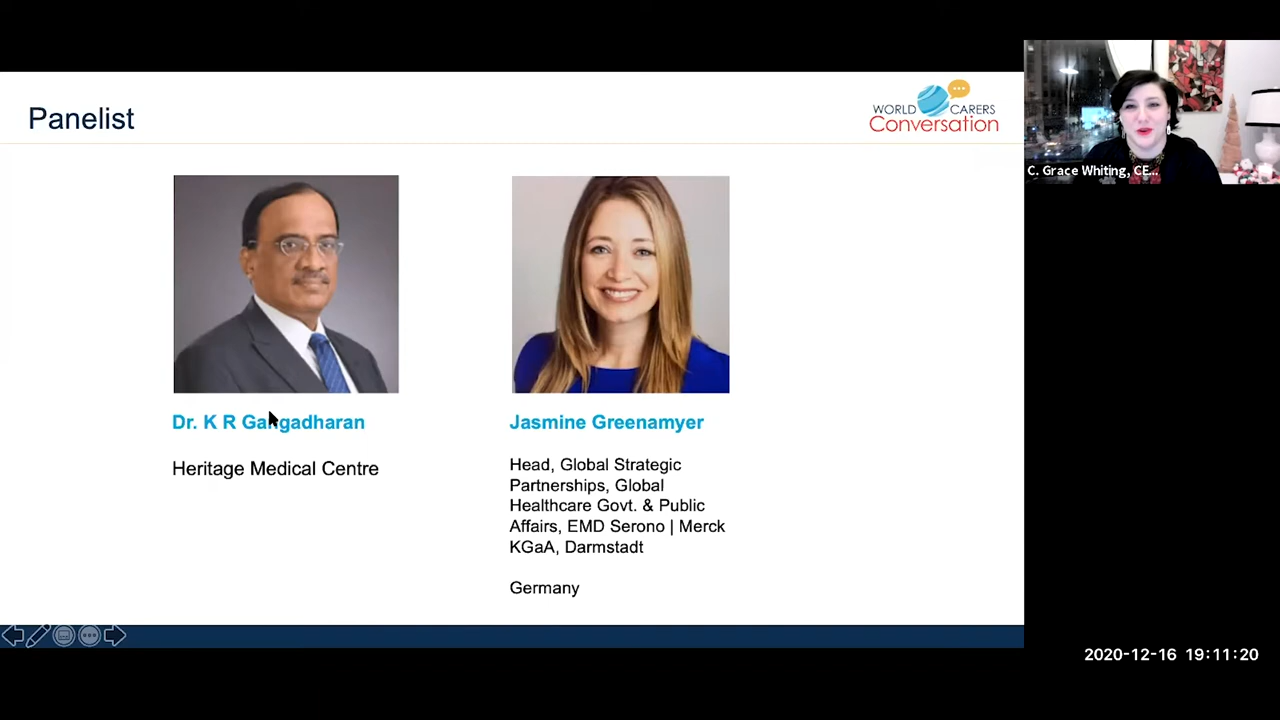 Panelist
WORLD CARERS
Conversation
C. Grace Whiting, CE...
Dr. K R Gangadharan
Jasmine Greenamyer
Heritage Medical Centre
Head, Global Strategic
Partnerships, Global
Healthcare Govt. & Public
Affairs, EMD Serono | Merck
KGaA, Darmstadt
Germany
2020-12-16 19:11:20